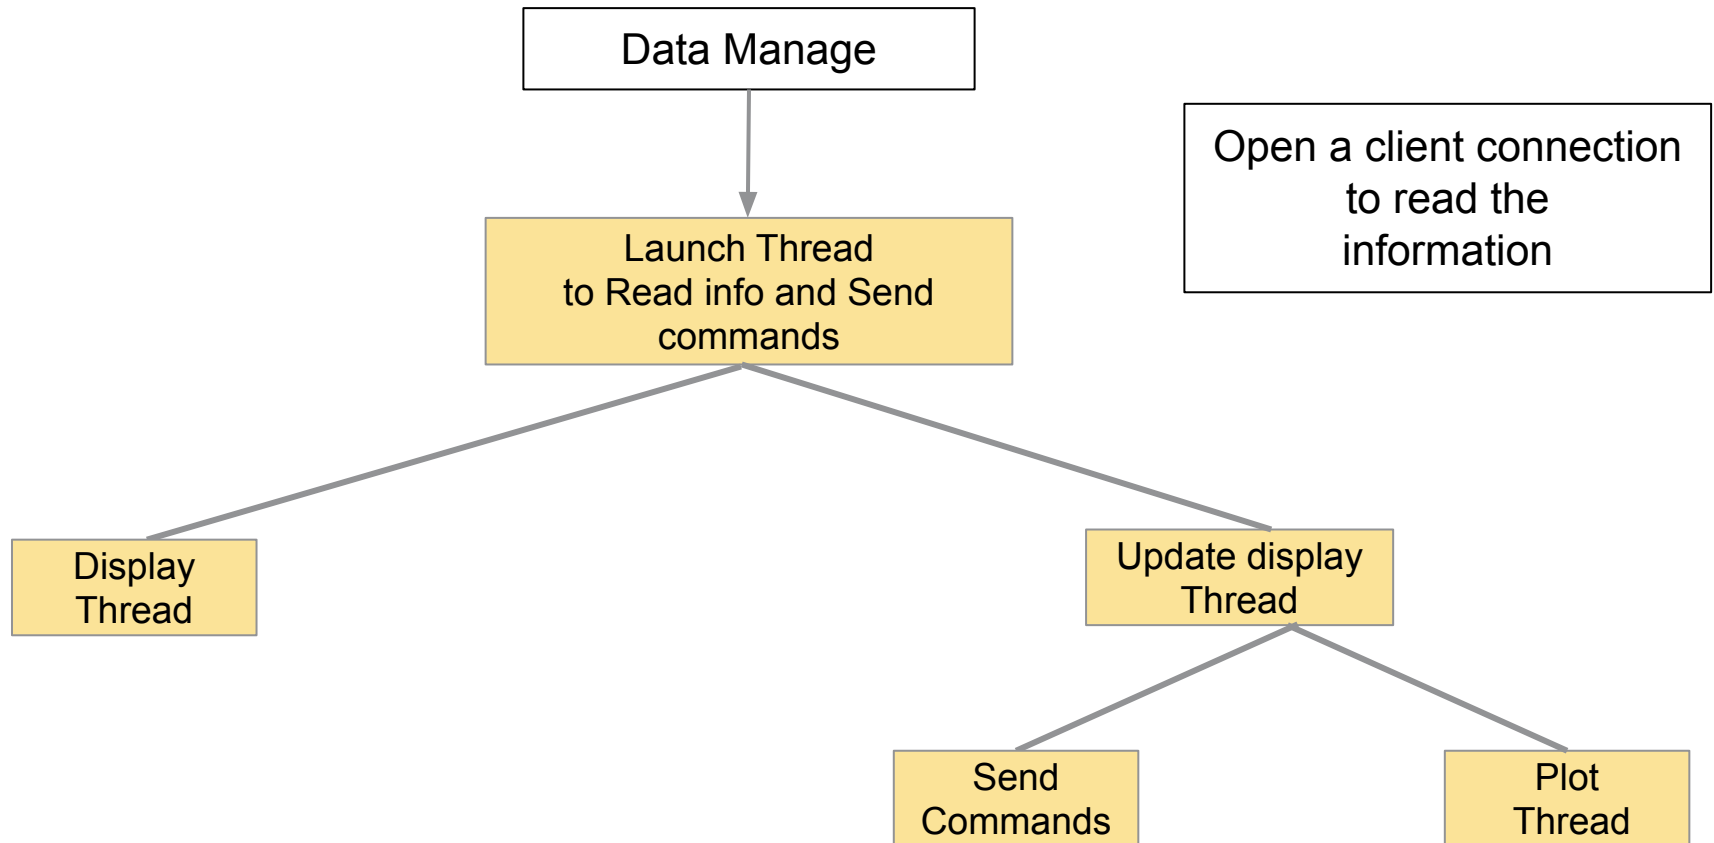 Data Manage
Open a client connection
to read the
information
Launch Thread
to Read info and Send
commands
Display
Thread
Update display
Thread
Send
Commands
Plot
Thread